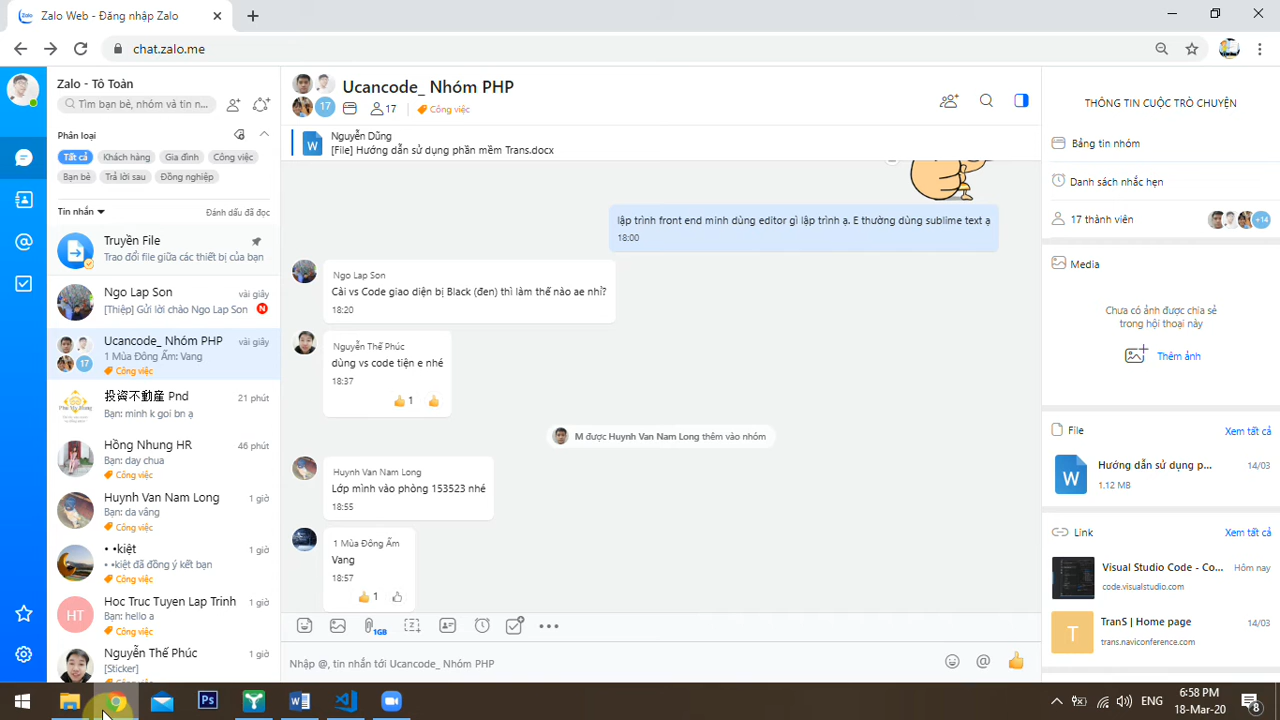 Zalo Web - Đăng nhập Zalo
chat.zalo.me
Zalo - Tô Toàn
Tìm bạn bè, nhóm và tin n...
Phân loại
Tất cả Khách hàng Gia đình Công việc
Bạn bè Trả lời sau Đồng nghiệp
Tin nhắn Đánh dấu đã đọc
Truyền File
Trao đổi file giữa các thiết bị của bạn
Ngo Lap Son vài giây
[Thiệp] Gửi lời chào Ngo Lap Son N
Ucancode_ Nhóm PHP vài giây
17
1 Mùa Đông Ấm: Vang
Công việc
投資不動産 Pnd 21 phút
Bạn: minh k goi bn ạ
Hồng Nhung HR 46 phút
Bạn: day chua
Công việc
Huynh Van Nam Long 1 giờ
Bạn: da vâng
Công việc
• •kiệt 1 giờ
• •kiệt đã đồng ý kết bạn
Công việc
HT
Hoc Truc Tuyen Lap Trinh 1 giờ
Bạn: hello a
Công việc
Nguyễn Thế Phúc 1 giờ
[Sticker]
Ucancode_ Nhóm PHP
17
17 Công việc
Nguyễn Dũng
[File] Hướng dẫn sử dụng phần mềm Trans.docx
lập trình front end minh dùng editor gì lập trình ạ. E thường dùng sublime text ạ
18:00
Ngo Lap Son
Cài vs Code giao diện bị Black (đen) thì làm thế nào ae nhỉ?
18:20
Nguyễn Thế Phúc
dùng vs code tiện e nhé
18:37
1
M được Huynh Van Nam Long thêm vào nhóm
Huynh Van Nam Long
Lớp mình vào phòng 153523 nhé
18:55
1 Mùa Đông Ấm
Vang
18:57
1
1GB
Nhập @, tin nhắn tới Ucancode_ Nhóm PHP
THÔNG TIN CUỘC TRÒ CHUYỆN
Bảng tin nhóm
Danh sách nhắc hẹn
17 thành viên +14
Media
Chưa có ảnh được chia sẻ
trong hội thoại này
Thêm ảnh
File Xem tất cả
W
Hướng dẫn sử dụng p... 14/03
1.12 MB
Link Xem tất cả
Visual Studio Code - Co... Hôm nay
code.visualstudio.com
T
TranS | Home page 14/03
trans.naviconference.com
Ps
ENG
6:58 PM
18-Mar-20
8